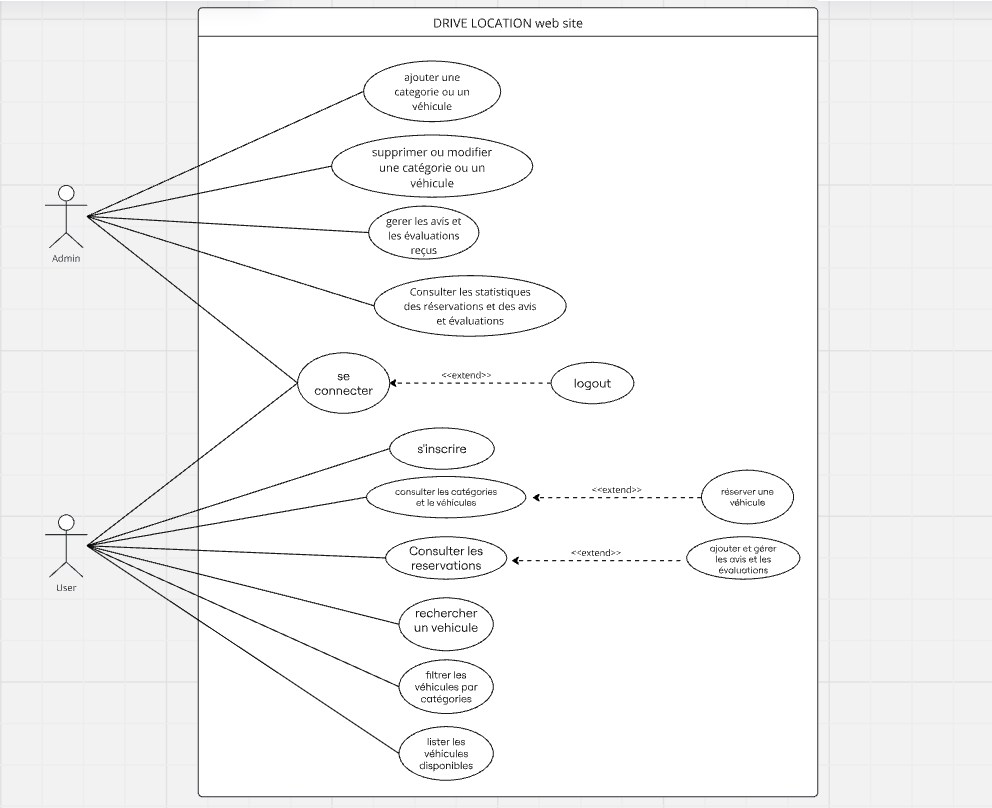 DRIVE LOCATION web site
ajouter une
categorie ou un
véhicule
supprimer ou modifier
une catégorie ou un
véhicule
gerer les avis et
les évaluations
reçus
Admin
Consulter les statistiques
des réservations et des avis
et évaluations
se
connecter
<<extend>>
logout
s'inscrire
consulter les catégories
et le véhicules
<<extend>>
réserver une
véhicule
User
Consulter les
reservations
<<extend>>
ajouter et gérer
les avis et les
évaluations
rechercher
un vehicule
filtrer les
véhicules par
catégories
lister les
véhicules
disponibles